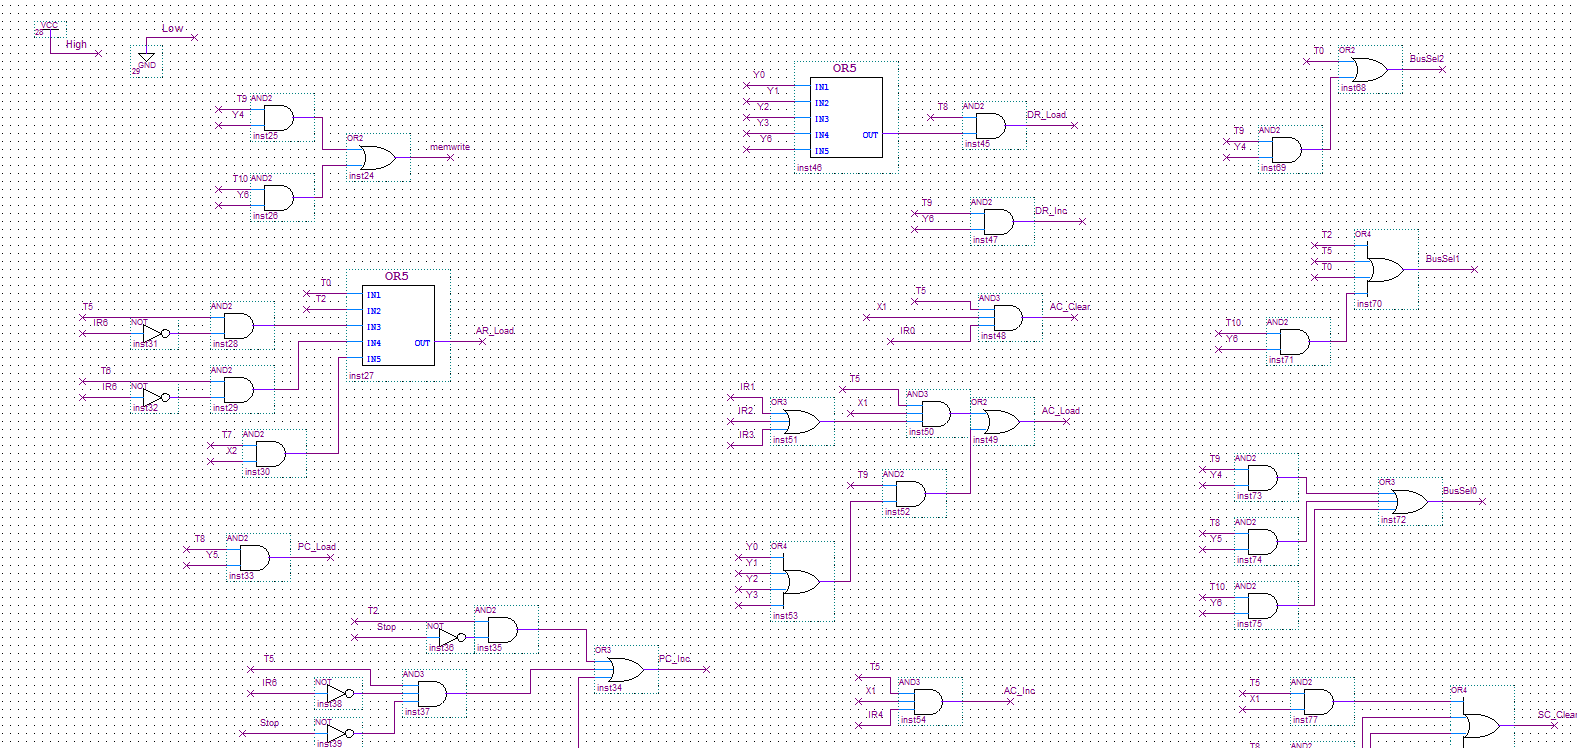 VCC
28
High
Low
GND
29
T9
AND2
Y4
inst25
OR2
memwrite
inst24
T10
AND2
Y6
inst26
OR5
T0
T2
IN1
IN2
IN3
IN4
IN5
OUT
AR_Load
inst27
T5
AND2
IR6
NOT
inst31
inst28
T6
AND2
IR6
NOT
inst32
inst29
T7
AND2
X2
inst30
T8
AND2
Y5
PC_Load
inst33
T2
AND2
Stop
NOT
inst36
inst35
OR3
PC_Inc
inst34
T5
AND3
IR6
NOT
inst38
inst37
Stop
NOT
inst39
OR5
Y0
Y1
Y2
Y3
Y6
IN1
IN2
IN3
IN4
IN5
OUT
inst46
T8
AND2
DR_Load
inst45
T9
AND2
Y6
DR_Inc
inst47
T5
AND3
X1
AC_Clear
IR0
inst48
IR1
IR2
IR3
OR3
inst51
T5
X1
AND3
inst50
OR2
AC_Load
inst49
T9
AND2
inst52
Y0
OR4
Y1
Y2
Y3
inst53
T5
AND3
X1
AC_Inc
IR4
inst54
T0
OR2
BusSel2
inst68
T9
AND2
Y4
inst69
T2
OR4
T5
T0
BusSel1
inst70
T10
AND2
Y6
inst71
T9
AND2
Y4
inst73
OR3
BusSel0
inst72
T8
AND2
Y5
inst74
T10
AND2
Y6
inst75
T5
AND2
X1
inst77
OR4
SC_Clear
T8
AND2